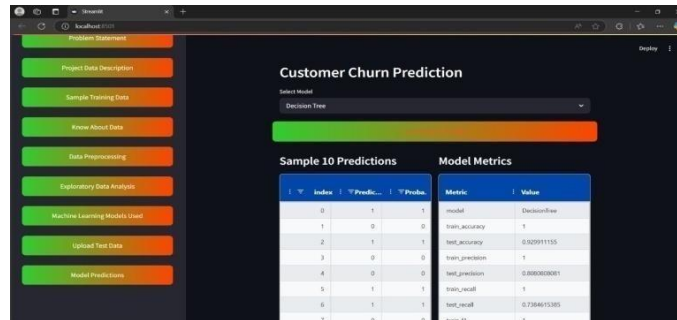 Streamlit
localhost:8501
Deploy
Problem Statement
Project Data Description
Sample Training Data
Know About Data
Data Preprocessing
Exploratory Data Analysis
Machine Learning Models Used
Upload Test Data
Model Predictions
Customer Churn Prediction
Select Model
Decision Tree
Sample 10 Predictions
index Predic... Proba.
0 1 1
1 0 0
2 1 1
3 0 0
4 0 0
5 1 1
6 1 1
Model Metrics
Metric Value
model DecisionTree
train_accuracy 1
test_accuracy 0.929911155
train_precision 1
test_precision 0.8080808081
train_recall 1
test_recall 0.7384615385